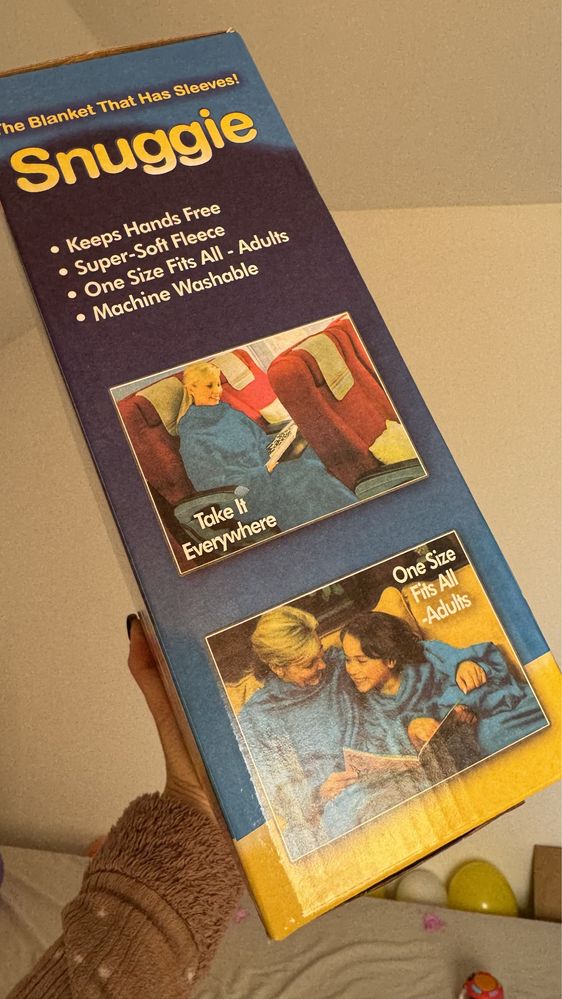 The Blanket That Has Sleeves!
Snuggie
• Keeps Hands Free
• Super-Soft Fleece
• One Size Fits All - Adults
• Machine Washable
Take It
Everywhere
One Size
Fits All
-Adults